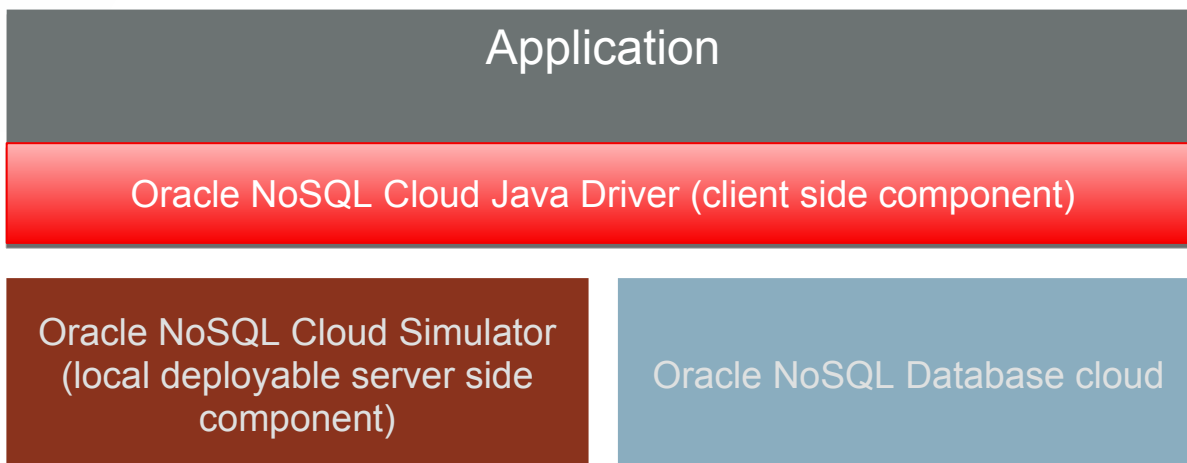 Application
Oracle NoSQL Cloud Java Driver (client side component)
Oracle NoSQL Cloud Simulator
(local deployable server side
component)
Oracle NoSQL Database cloud